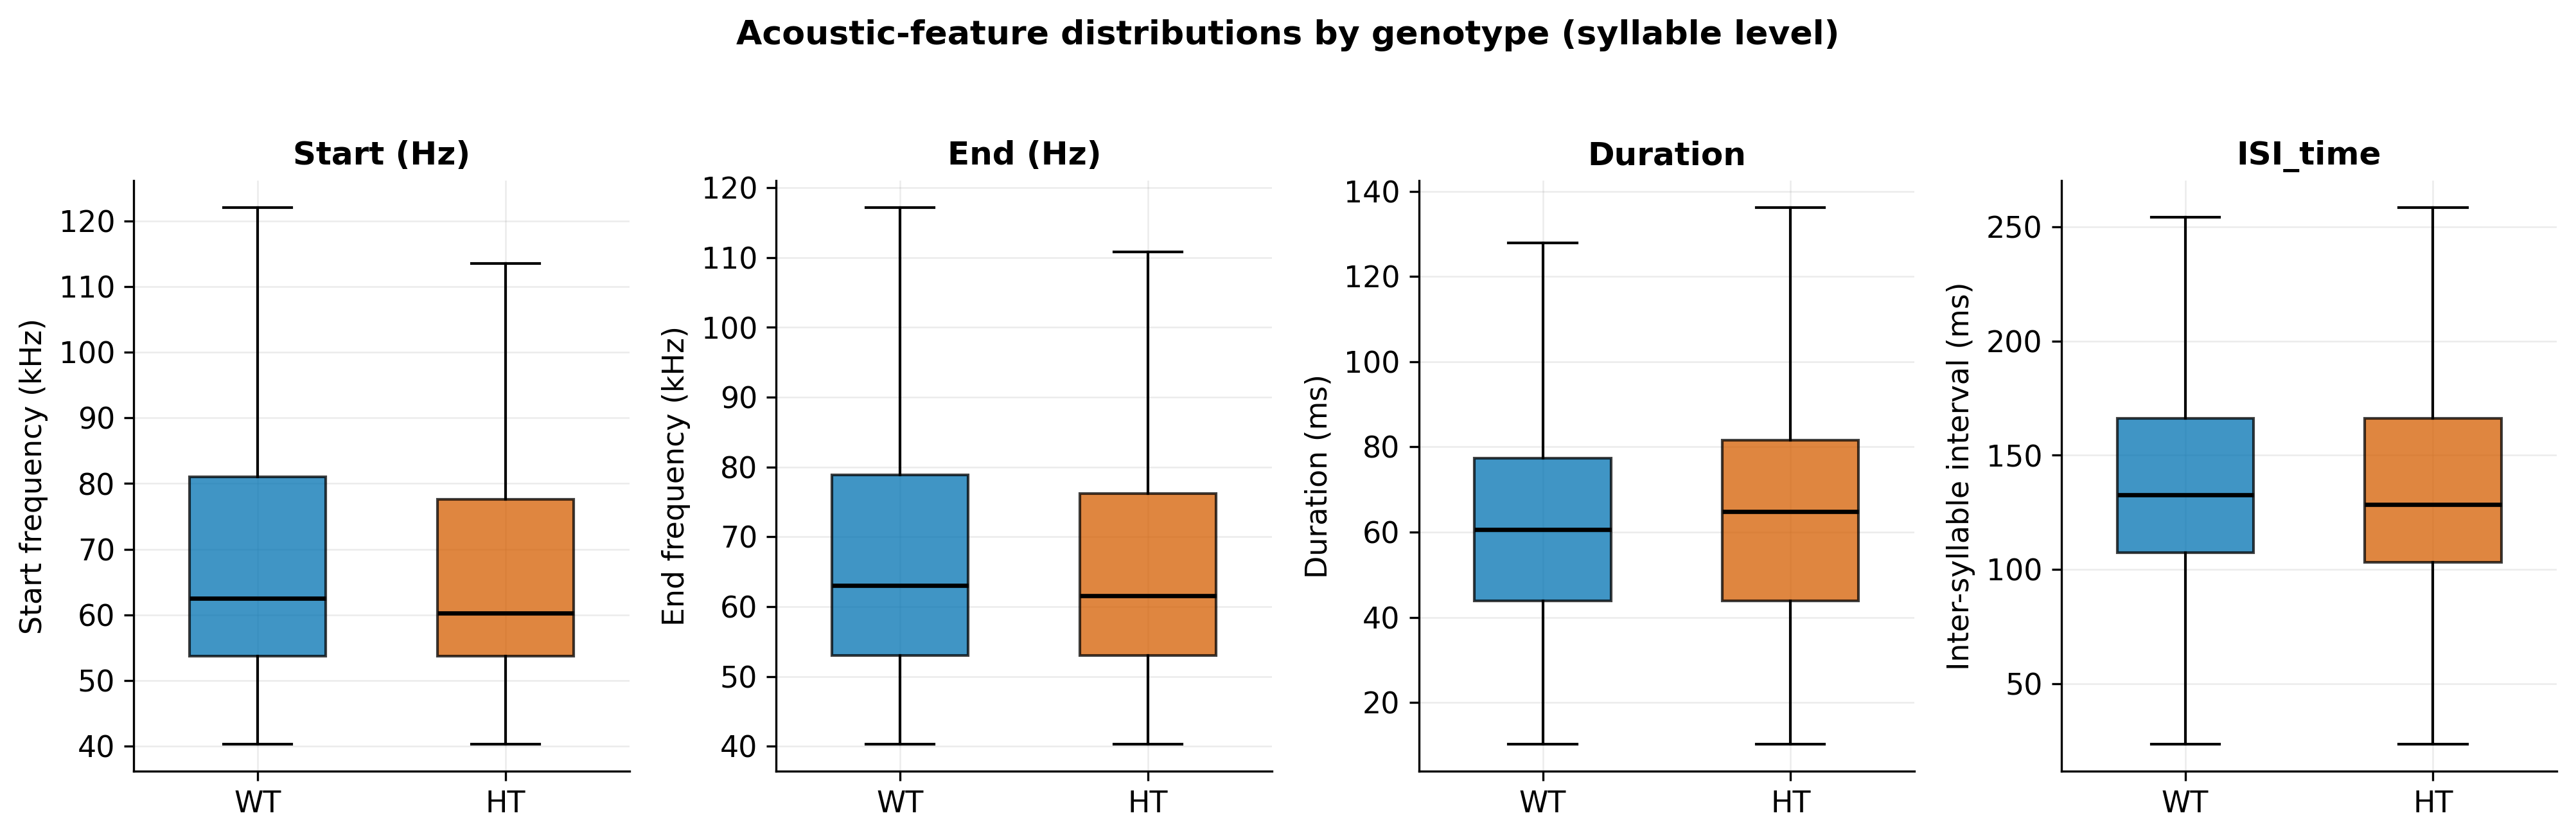 Acoustic-feature distributions by genotype (syllable level)
Start (Hz)
Start frequency (kHz)
120
110
100
90
80
70
60
50
40
WT
HT
End (Hz)
End frequency (kHz)
120
110
100
90
80
70
60
50
40
WT
HT
Duration
Duration (ms)
140
120
100
80
60
40
20
WT
HT
ISI_time
Inter-syllable interval (ms)
250
200
150
100
50
WT
HT